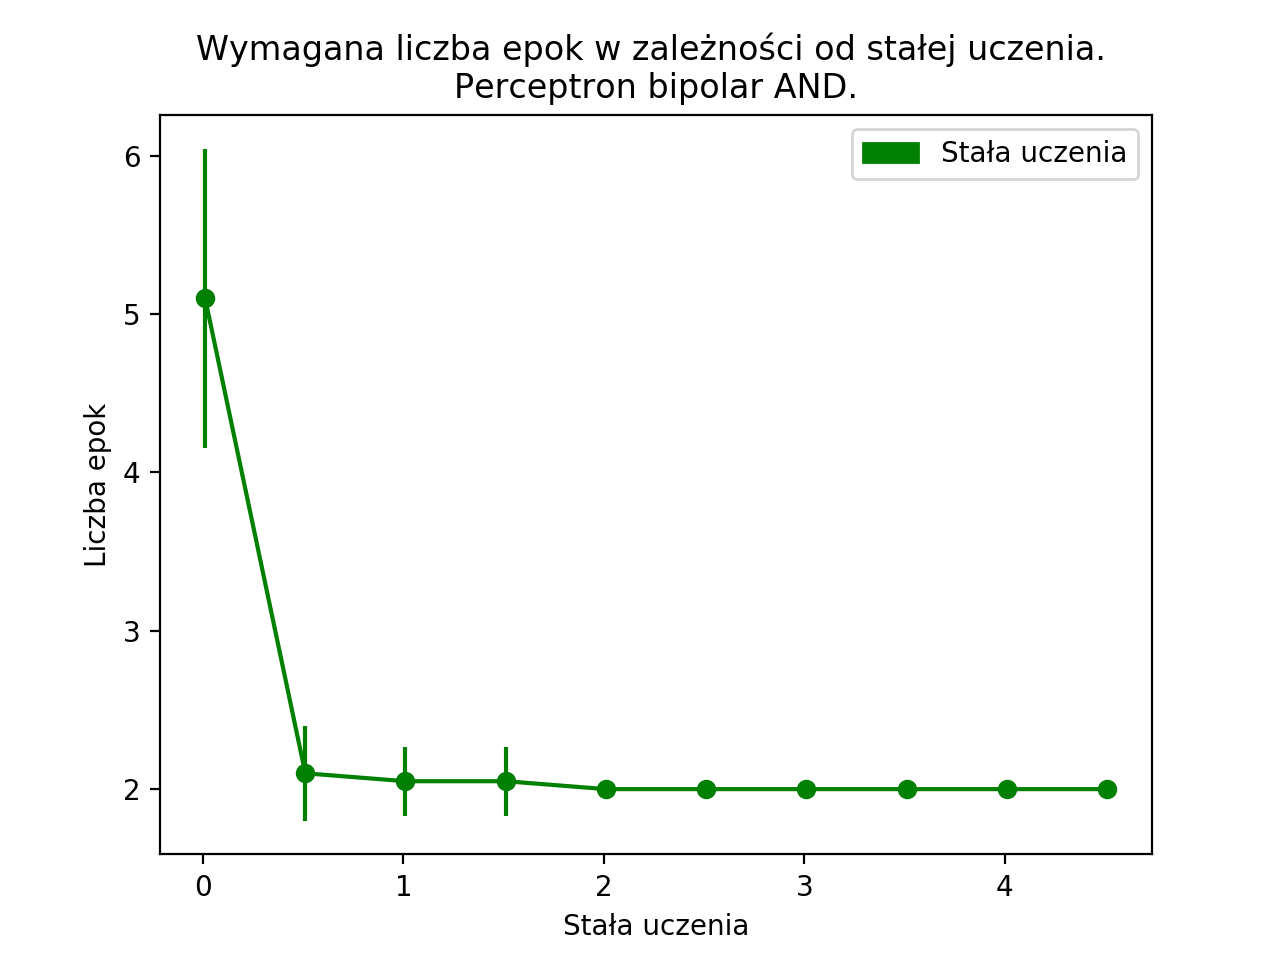 Wymagana liczba epok w zależności od stałej uczenia.
Perceptron bipolar AND.
Stała uczenia
6
5
4
3
2
Liczba epok
0 1 2 3 4
Stała uczenia